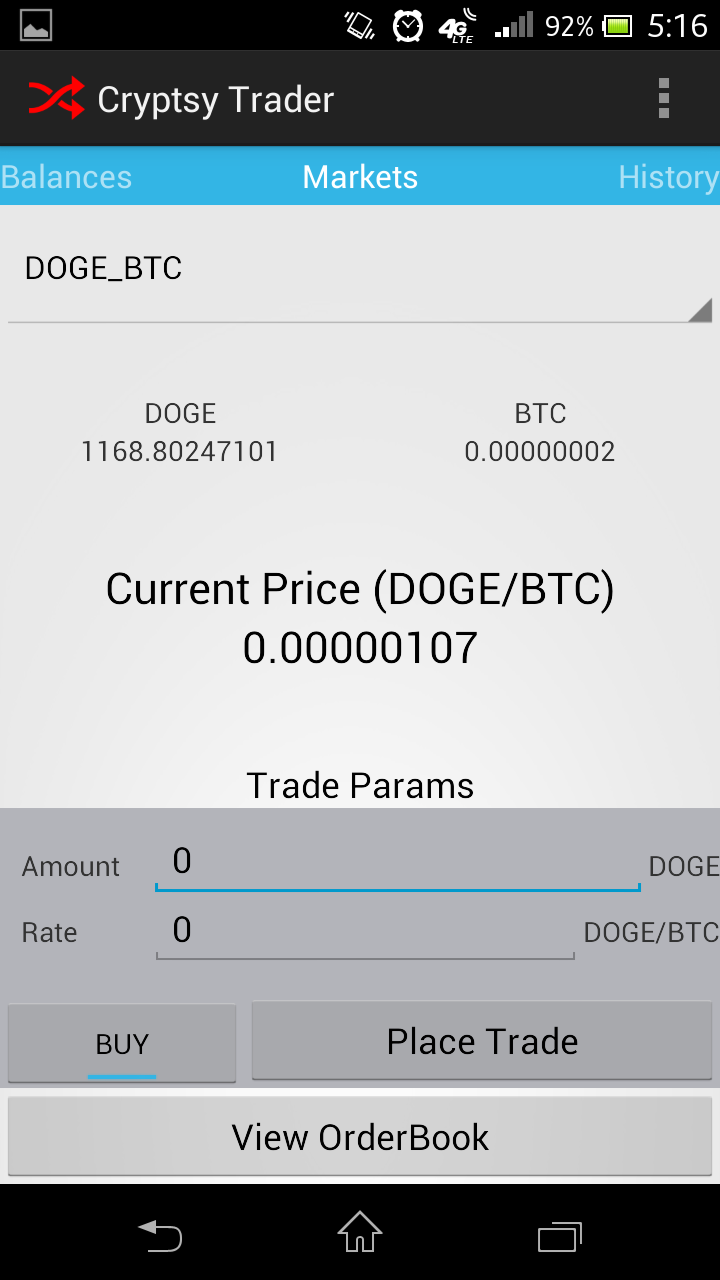 4G LTE 92% 5:16
Cryptsy Trader
Balances Markets History
DOGE_BTC
DOGE BTC
1168.80247101 0.00000002
Current Price (DOGE/BTC)
0.00000107
Trade Params
Amount 0 DOGE
Rate 0 DOGE/BTC
BUY Place Trade
View OrderBook